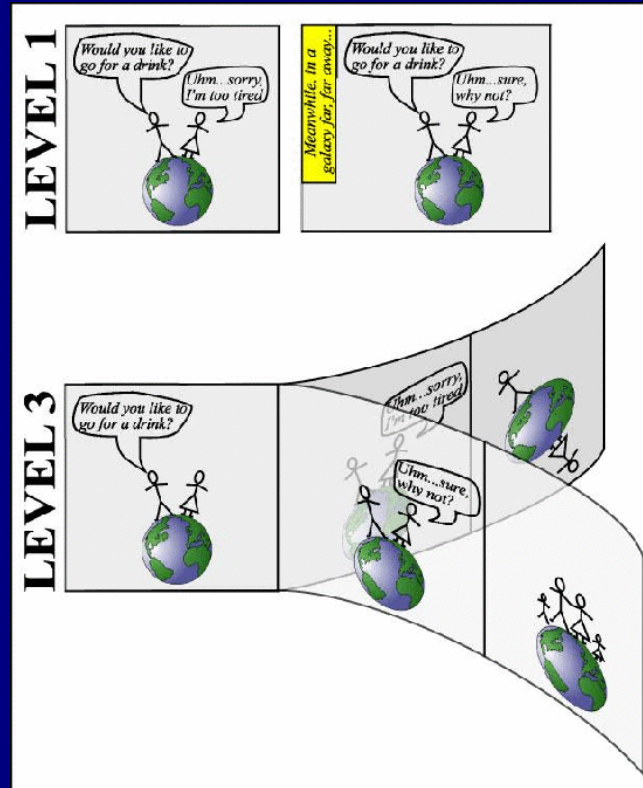 LEVEL 1
Would you like to
go for a drink?
Uhm...sorry,
I'm too tired
Meanwhile, in a
galaxy far, far away...
Would you like to
go for a drink?
Uhm...sure,
why not?
LEVEL 3
Would you like to
go for a drink?
Uhm...sorry,
I'm too tired
Uhm...sure,
why not?